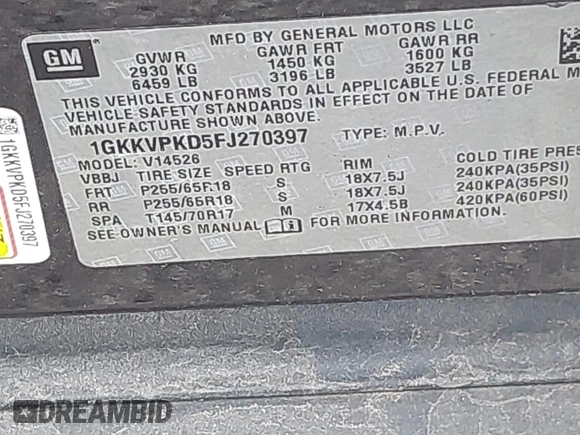 GM
MFD BY GENERAL MOTORS LLC
GVWR GAWR FRT GAWR RR
2930 KG 1450 KG 1600 KG
6459 LB 3196 LB 3527 LB
THIS VEHICLE CONFORMS TO ALL APPLICABLE U.S. FEDERAL M
VEHICLE SAFETY STANDARDS IN EFFECT ON THE DATE OF
MANUFACTURE SHOWN ABOVE.
1GKKVPKD5FJ270397 TYPE: M.P.V.
MODEL: V14526
VBBJ TIRE SIZE SPEED RTG RIM COLD TIRE PRES
FRT P255/65R18 S 18X7.5J 240KPA(35PSI)
RR P255/65R18 S 18X7.5J 240KPA(35PSI)
SPA T145/70R17 M 17X4.5B 420KPA(60PSI)
SEE OWNER'S MANUAL FOR MORE INFORMATION.
1GKKVPKD5FJ270397
DREAMBID